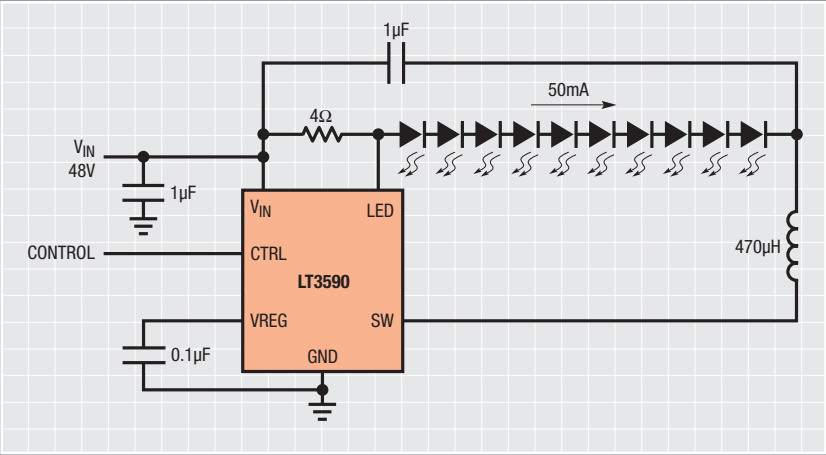 1µF
50mA
4Ω
VIN
48V
1µF
VIN
LED
470µH
CONTROL
CTRL
LT3590
VREG
SW
0.1µF
GND